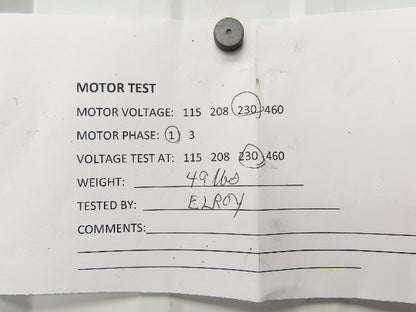 MOTOR TEST
MOTOR VOLTAGE: 115 208 230 460
MOTOR PHASE: 1 3
VOLTAGE TEST AT: 115 208 230 460
WEIGHT: 49 lbs
TESTED BY: ELROY
COMMENTS: